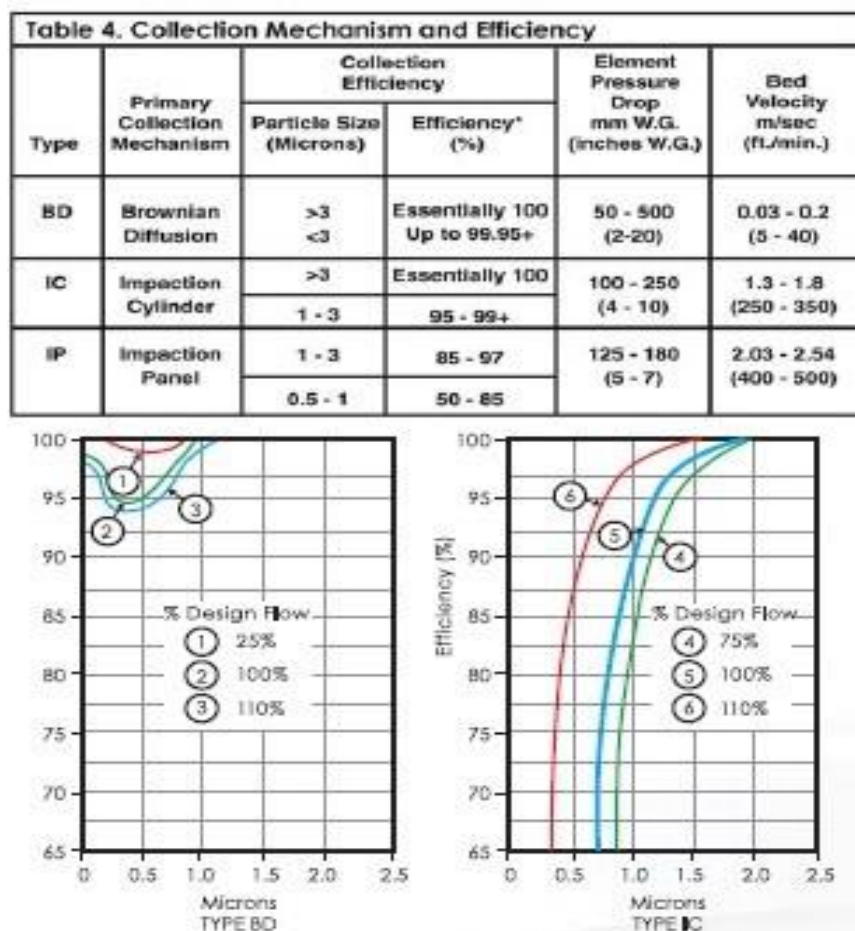 Table 4. Collection Mechanism and Efficiency
Type
Primary
Collection
Mechanism
Collection
Efficiency
Particle Size
(Microns)
Efficiency*
(%)
Element
Pressure
Drop
mm W.G.
(inches W.G.)
Bed
Velocity
m/sec
(ft./min.)
BD
Brownian
Diffusion
>3
<3
Essentially 100
Up to 99.95+
50 - 500
(2-20)
0.03 - 0.2
(5 - 40)
IC
Impaction
Cylinder
>3
Essentially 100
1 - 3
95 - 99+
100 - 250
(4 - 10)
1.3 - 1.8
(250 - 350)
IP
Impaction
Panel
1 - 3
85 - 97
0.5 - 1
50 - 85
125 - 180
(5 - 7)
2.03 - 2.54
(400 - 500)
100
95
90
85
80
75
70
65
1
2
3
% Design Flow
1 25%
2 100%
3 110%
0 0.5 1.0 1.5 2.0 2.5
Microns
TYPE BD
Efficiency (%)
100
95
90
85
80
75
70
65
6
5
4
% Design Flow
4 75%
5 100%
6 110%
0 0.5 1.0 1.5 2.0 2.5
Microns
TYPE IC